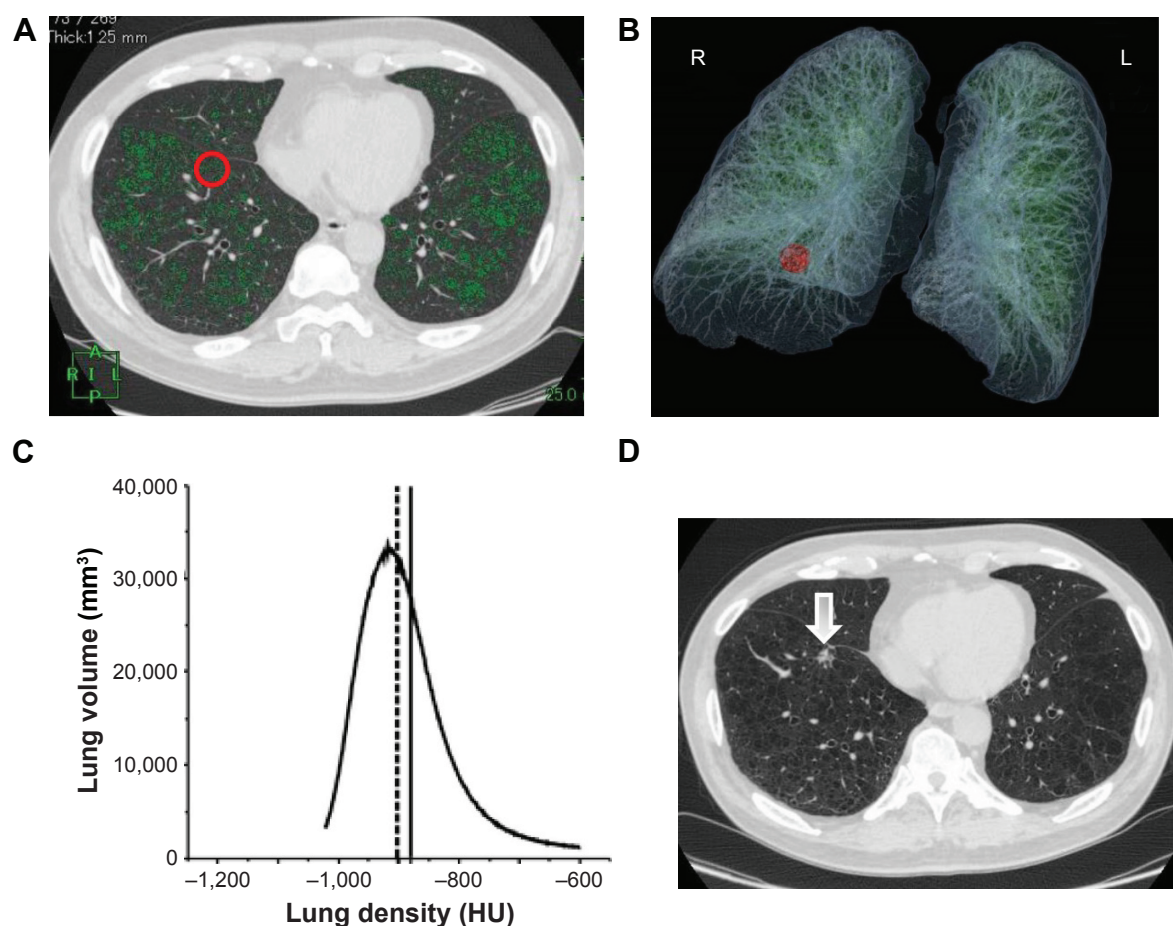 A
73 / 269
Thick:1.25 mm
A
R I L
P
25.0
B
R
L
C
40,000
30,000
20,000
10,000
0
Lung volume (mm³)
–1,200
–1,000
–800
–600
Lung density (HU)
D